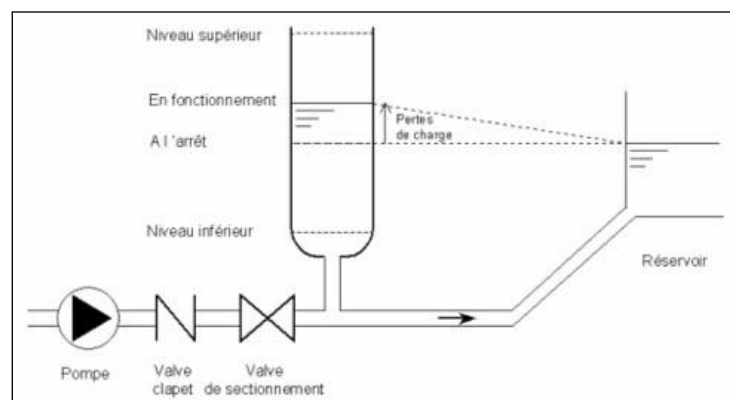 Niveau supérieur
En fonctionnement
Pertes
de charge
A l 'arrêt
Niveau inférieur
Réservoir
Pompe
Valve
clapet
Valve
de sectionnement